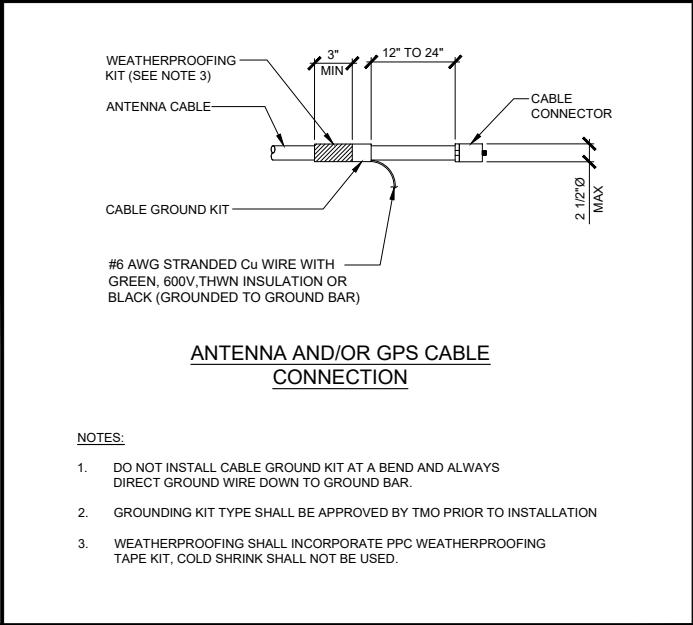 WEATHERPROOFING
KIT (SEE NOTE 3)
3"
MIN
12" TO 24"
ANTENNA CABLE
CABLE
CONNECTOR
2 1/2"Ø
MAX
CABLE GROUND KIT
#6 AWG STRANDED Cu WIRE WITH
GREEN, 600V,THWN INSULATION OR
BLACK (GROUNDED TO GROUND BAR)
ANTENNA AND/OR GPS CABLE
CONNECTION
NOTES:
1. DO NOT INSTALL CABLE GROUND KIT AT A BEND AND ALWAYS
DIRECT GROUND WIRE DOWN TO GROUND BAR.
2. GROUNDING KIT TYPE SHALL BE APPROVED BY TMO PRIOR TO INSTALLATION
3. WEATHERPROOFING SHALL INCORPORATE PPC WEATHERPROOFING
TAPE KIT, COLD SHRINK SHALL NOT BE USED.